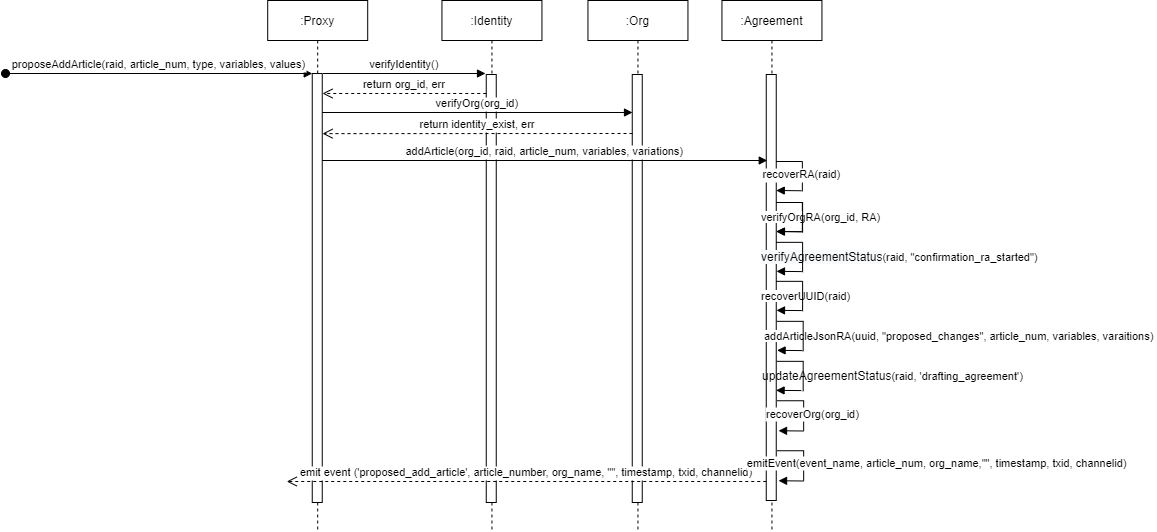 :Proxy
:Identity
:Org
:Agreement
proposeAddArticle(raid, article_num, type, variables, values)
verifyIdentity()
return org_id, err
verifyOrg(org_id)
return identity_exist, err
addArticle(org_id, raid, article_num, variables, variations)
recoverRA(raid)
verifyOrgRA(org_id, RA)
verifyAgreementStatus(raid, "confirmation_ra_started")
recoverUUID(raid)
addArticleJsonRA(uuid, "proposed_changes", article_num, variables, varaitions)
updateAgreementStatus(raid, 'drafting_agreement')
recoverOrg(org_id)
emitEvent(event_name, article_num, org_name,"", timestamp, txid, channelid)
emit event ('proposed_add_article', article_number, org_name, "", timestamp, txid, channelid)